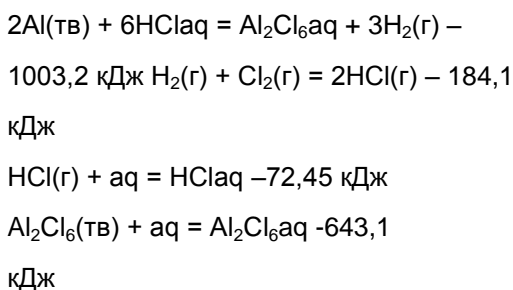 2Al(тв) + 6HClaq = Al₂Cl₆aq + 3H₂(г) –
1003,2 кДж H₂(г) + Cl₂(г) = 2HCl(г) – 184,1
кДж
HCl(г) + aq = HClaq –72,45 кДж
Al₂Cl₆(тв) + aq = Al₂Cl₆aq -643,1
кДж